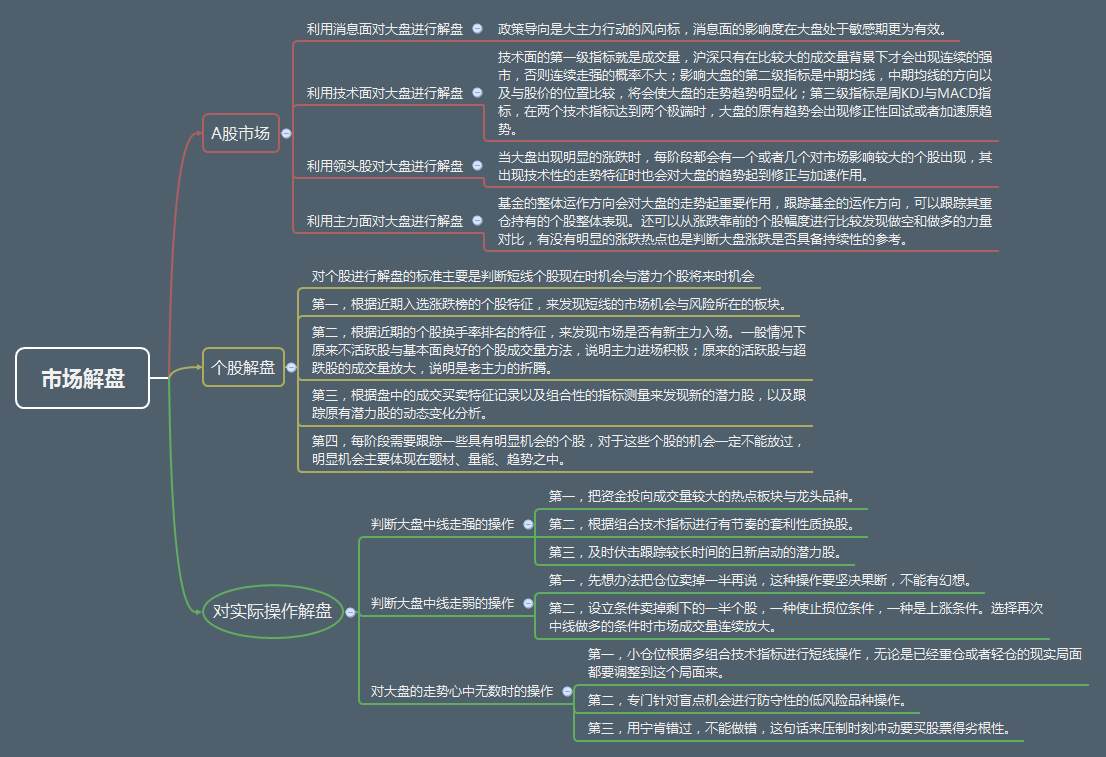 市场解盘
A股市场
利用消息面对大盘进行解盘
政策导向是大主力行动的风向标，消息面的影响度在大盘处于敏感期更为有效。
利用技术面对大盘进行解盘
技术面的第一级指标就是成交量，沪深只有在比较大的成交量背景下才会出现连续的强
市，否则连续走强的概率不大；影响大盘的第二级指标是中期均线，中期均线的方向以
及与股价的位置比较，将会使大盘的走势趋势明显化；第三级指标是周KDJ与MACD指
标，在两个技术指标达到两个极端时，大盘的原有趋势会出现修正性回试或者加速原趋
势。
利用领头股对大盘进行解盘
当大盘出现明显的涨跌时，每阶段都会有一个或者几个对市场影响较大的个股出现，其
出现技术性的走势特征时也会对大盘的趋势起到修正与加速作用。
利用主力面对大盘进行解盘
基金的整体运作方向会对大盘的走势起重要作用，跟踪基金的运作方向，可以跟踪其重
仓持有的个股整体表现。还可以从涨跌靠前的个股幅度进行比较发现做空和做多的力量
对比，有没有明显的涨跌热点也是判断大盘涨跌是否具备持续性的参考。
个股解盘
对个股进行解盘的标准主要是判断短线个股现在时机会与潜力个股将来时机会
第一，根据近期入选涨跌榜的个股特征，来发现短线的市场机会与风险所在的板块。
第二，根据近期的个股换手率排名的特征，来发现市场是否有新主力入场。一般情况下
原来不活跃股与基本面良好的个股成交量方法，说明主力进场积极；原来的活跃股与超
跌股的成交量放大，说明是老主力的折腾。
第三，根据盘中的成交买卖特征记录以及组合性的指标测量来发现新的潜力股，以及跟
踪原有潜力股的动态变化分析。
第四，每阶段需要跟踪一些具有明显机会的个股，对于这些个股的机会一定不能放过，
明显机会主要体现在题材、量能、趋势之中。
对实际操作解盘
判断大盘中线走强的操作
第一，把资金投向成交量较大的热点板块与龙头品种。
第二，根据组合技术指标进行有节奏的套利性质换股。
第三，及时伏击跟踪较长时间的且新启动的潜力股。
判断大盘中线走弱的操作
第一，先想办法把仓位卖掉一半再说，这种操作要坚决果断，不能有幻想。
第二，设立条件卖掉剩下的一半个股，一种使止损位条件，一种是上涨条件。选择再次
中线做多的条件时市场成交量连续放大。
对大盘的走势心中无数时的操作
第一，小仓位根据多组合技术指标进行短线操作，无论是已经重仓或者轻仓的现实局面
都要调整到这个局面来。
第二，专门针对盲点机会进行防守性的低风险品种操作。
第三，用宁肯错过，不能做错，这句话来压制时刻冲动要买股票得劣根性。